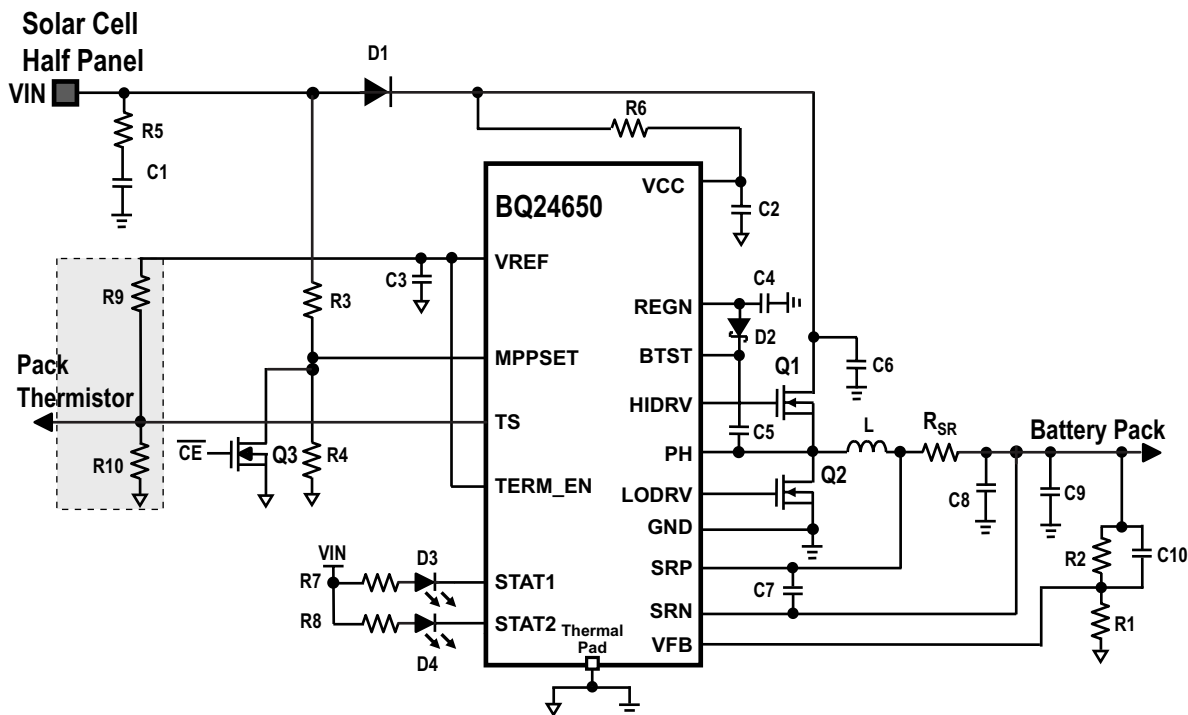 Solar Cell
Half Panel
VIN
D1
R5
C1
R6
VCC
BQ24650
C2
VREF
C3
R9
R3
REGN
C4
D2
BTST
MPPSET
Pack
Thermistor
Q1
C6
HIDRV
TS
C5
L
RSR
Battery Pack
CE
Q3
R4
R10
PH
Q2
TERM_EN
LODRV
C8
C9
GND
VIN
D3
R7
STAT1
SRP
C7
R2
C10
R8
STAT2
SRN
R1
D4
Thermal
Pad
VFB